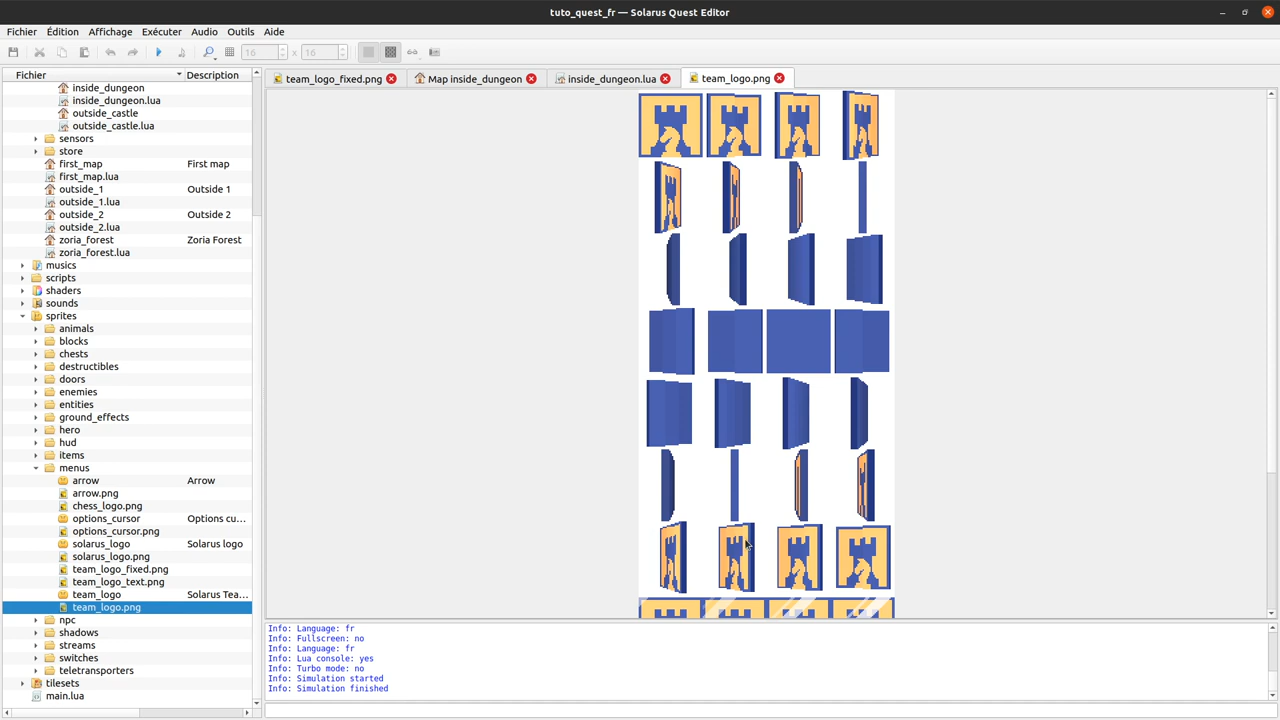 tuto_quest_fr — Solarus Quest Editor
Fichier Édition Affichage Exécuter Audio Outils Aide
16 x 16
Fichier Description
team_logo_fixed.png Map inside_dungeon inside_dungeon.lua team_logo.png
inside_dungeon
inside_dungeon.lua
outside_castle
outside_castle.lua
sensors
store
first_map First map
first_map.lua
outside_1 Outside 1
outside_1.lua
outside_2 Outside 2
outside_2.lua
zoria_forest Zoria Forest
zoria_forest.lua
musics
scripts
shaders
sounds
sprites
animals
blocks
chests
destructibles
doors
enemies
entities
ground_effects
hero
hud
items
menus
arrow Arrow
arrow.png
chess_logo.png
options_cursor Options cu...
options_cursor.png
solarus_logo Solarus logo
solarus_logo.png
team_logo_fixed.png
team_logo_text.png
team_logo Solarus Tea...
team_logo.png
npc
shadows
streams
switches
teletransporters
tilesets
main.lua
Info: Language: fr
Info: Fullscreen: no
Info: Language: fr
Info: Lua console: yes
Info: Turbo mode: no
Info: Simulation started
Info: Simulation finished